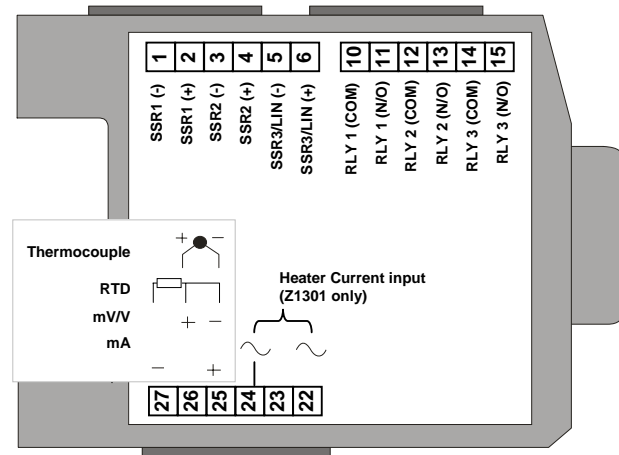 1 2 3 4 5 6 10 11 12 13 14 15
SSR1 (-)
SSR1 (+)
SSR2 (-)
SSR2 (+)
SSR3/LIN (-)
SSR3/LIN (+)
RLY 1 (COM)
RLY 1 (N/O)
RLY 2 (COM)
RLY 2 (N/O)
RLY 3 (COM)
RLY 3 (N/O)
Thermocouple + −
RTD
mV/V + −
mA
− +
Heater Current input
(Z1301 only)
27 26 25 24 23 22